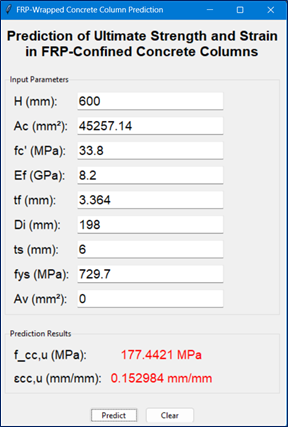 FRP-Wrapped Concrete Column Prediction
Prediction of Ultimate Strength and Strain
in FRP-Confined Concrete Columns
Input Parameters
H (mm): 600
Ac (mm²): 45257.14
fc' (MPa): 33.8
Ef (GPa): 8.2
tf (mm): 3.364
Di (mm): 198
ts (mm): 6
fys (MPa): 729.7
Av (mm²): 0
Prediction Results
f_cc,u (MPa): 177.4421 MPa
εcc,u (mm/mm): 0.152984 mm/mm
Predict Clear